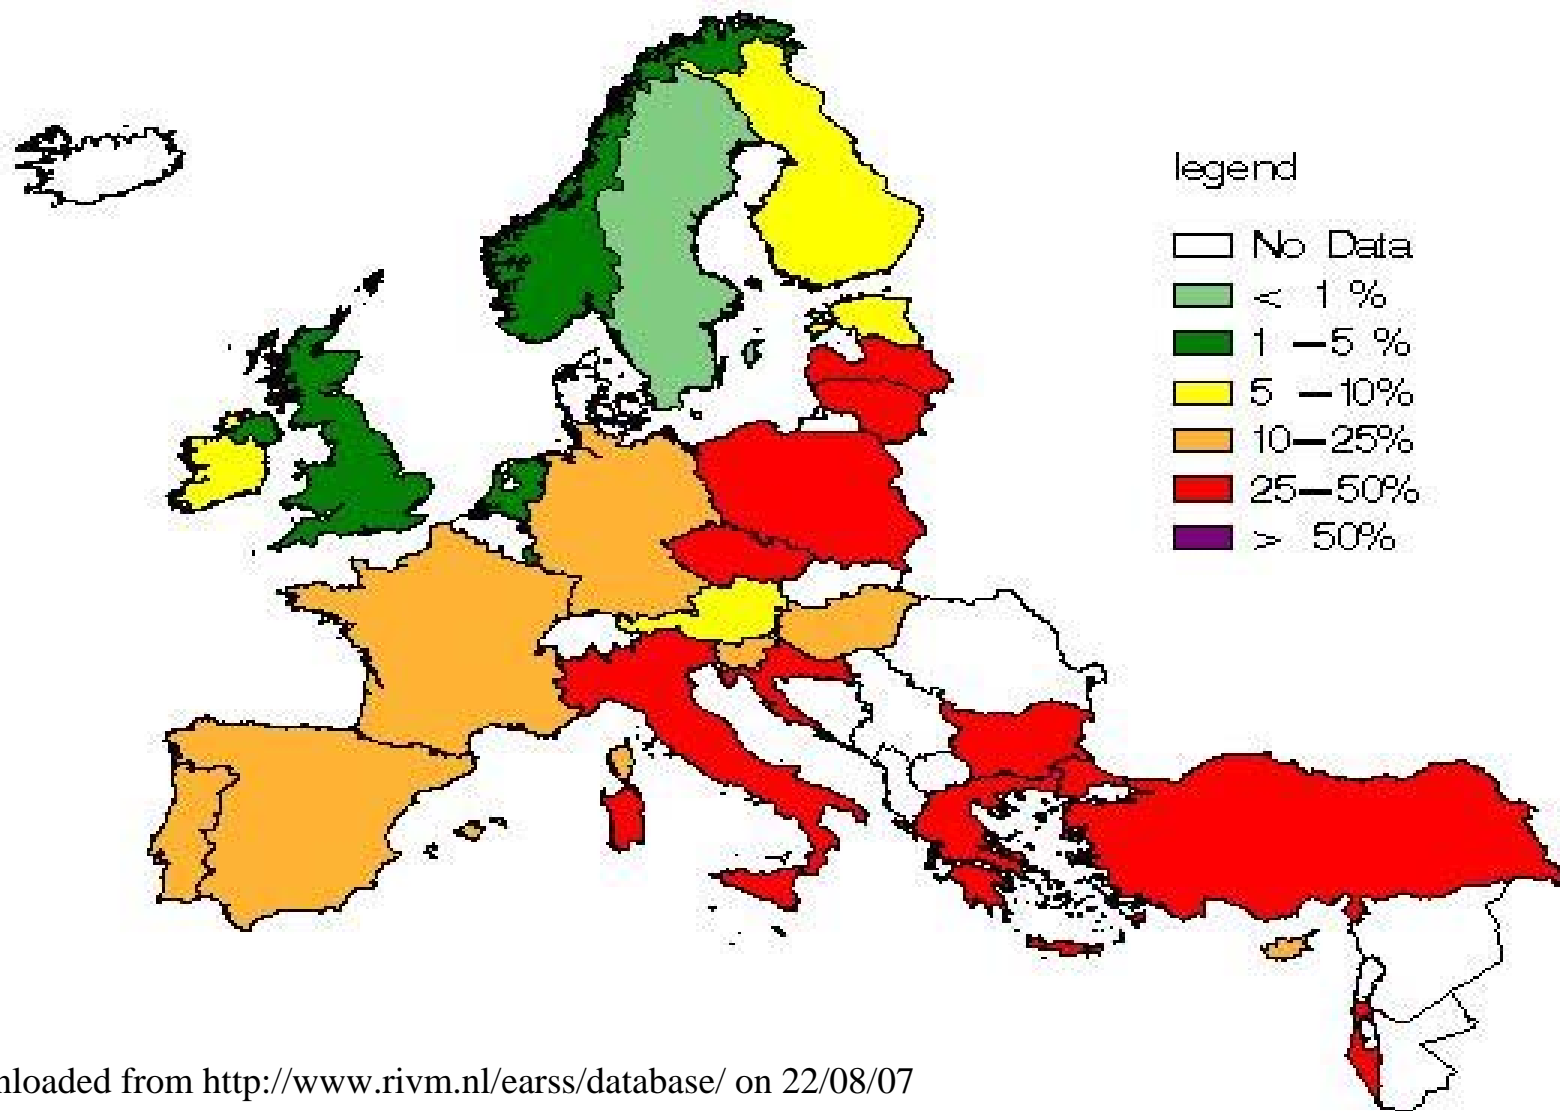 legend
No Data
< 1 %
1 –5 %
5 –10%
10–25%
25–50%
> 50%
nloaded from http://www.rivm.nl/earss/database/ on 22/08/07